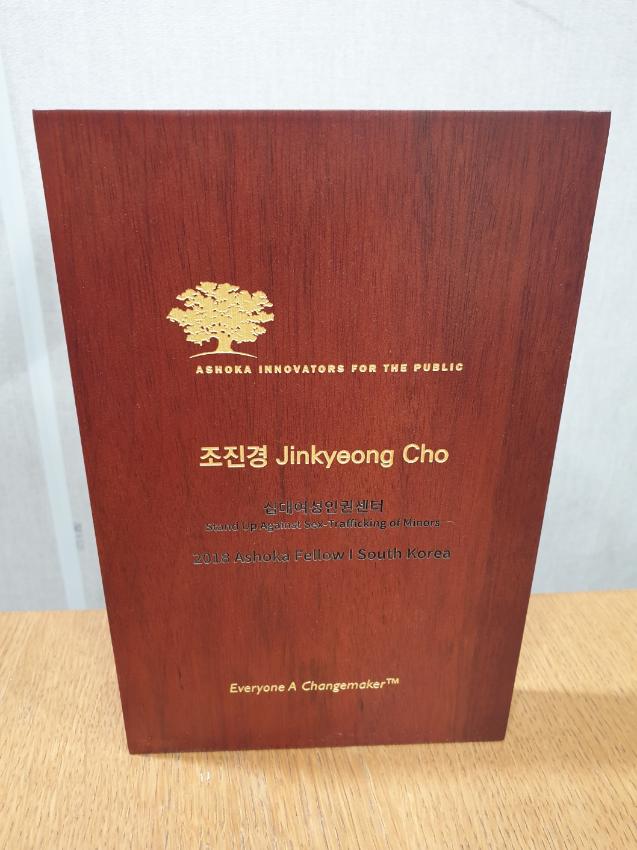 ASHOKA INNOVATORS FOR THE PUBLIC
조진경 Jinkyeong Cho
십대여성인권센터
Stand Up Against Sex-Trafficking of Minors
2018 Ashoka Fellow I South Korea
Everyone A Changemaker™